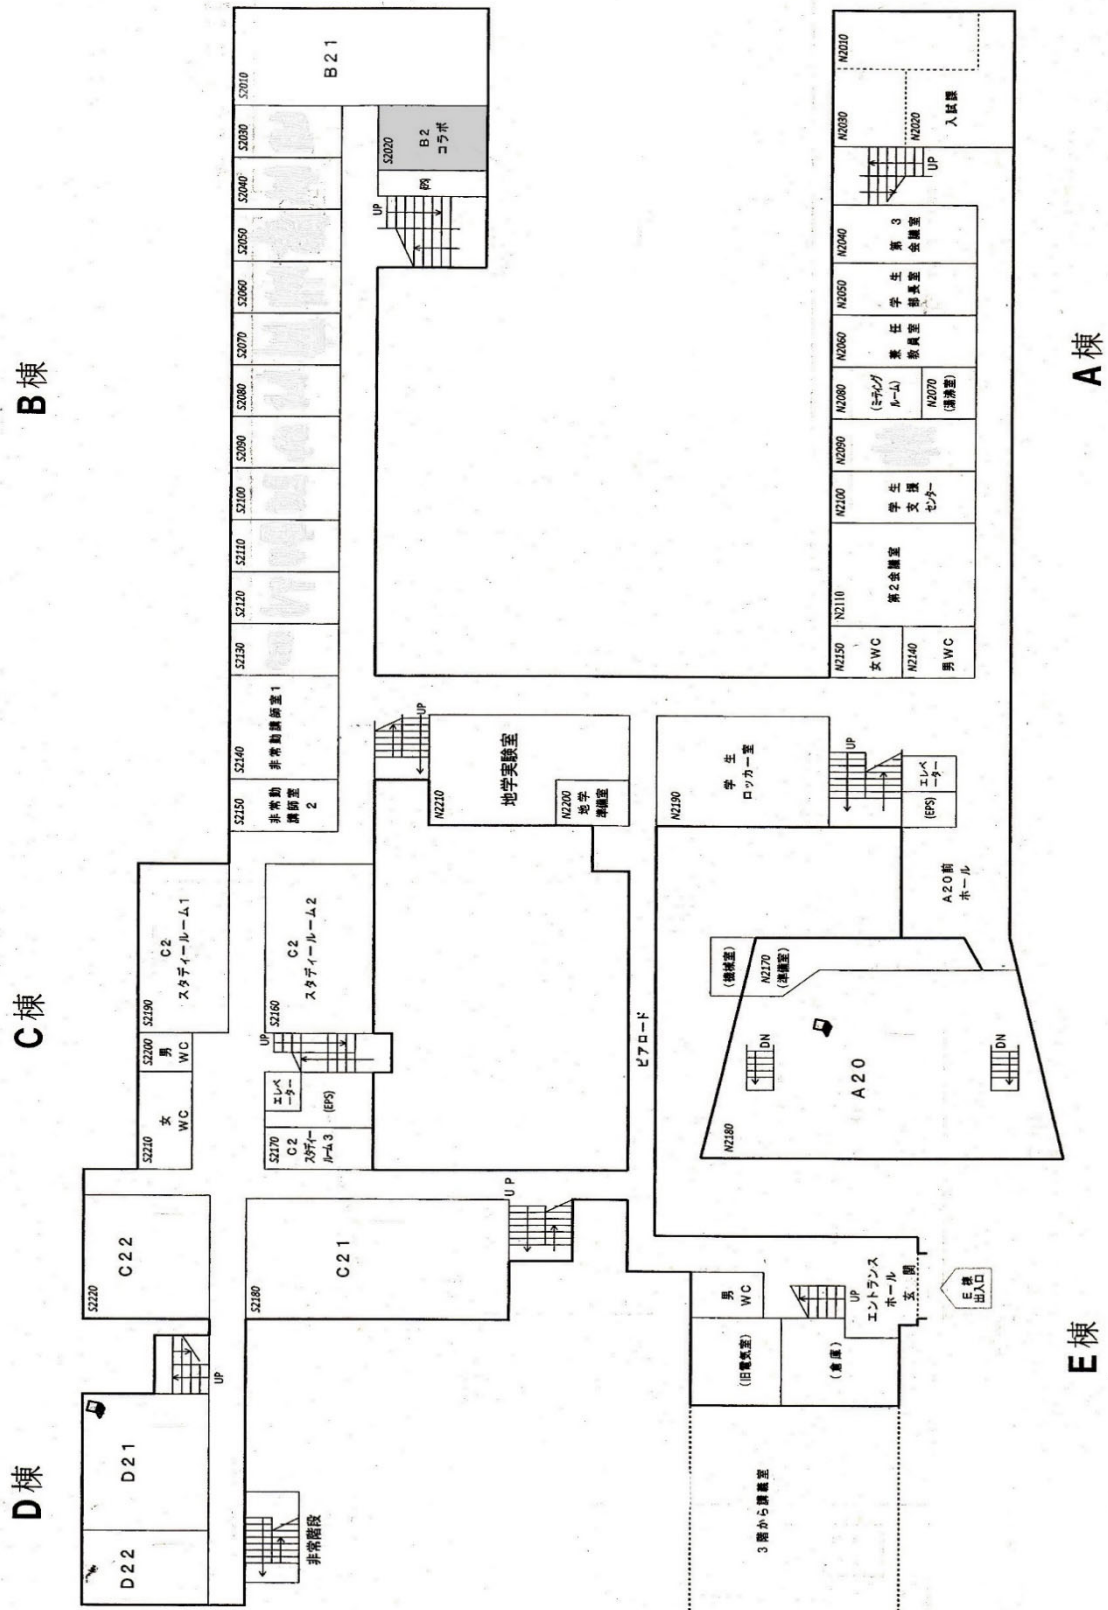 B棟
S2010
B21
S2030
S2020
B2
コラボ
S2040
S2050
UP
S2060
S2070
S2080
S2090
S2100
S2110
S2120
S2130
S2140
非常勤講師室1
S2150
非常勤
講師室
2
A棟
N2010
N2030
N2020
入試課
UP
N2040
第3
会議室
N2050
学生
部長室
N2060
兼任
教員室
N2080
(ミーティング
ルーム)
N2070
(湯沸室)
N2090
N2100
学生
支援
センター
N2110
第2会議室
N2150
女WC
N2140
男WC
UP
N2210
地学実験室
N2200
地学
準備室
N2190
学生
ロッカー室
UP
エレベ
ーター
(EPS)
A20前
ホール
(機械室)
N2170
(準備室)
DN
DN
A20
N2180
ピアロード
C棟
S2190
C2
スタディールーム1
S2160
C2
スタディールーム2
S2200
男
WC
UP
S2210
女
WC
エレベ
ーター
(EPS)
S2170
C2
スタディー
ルーム3
S2220
C22
S2180
C21
UP
D棟
UP
D21
D22
非常階段
E棟
男
WC
UP
エントランス
ホール
玄関
E棟
出入口
(旧電気室)
(倉庫)
3階から講義室